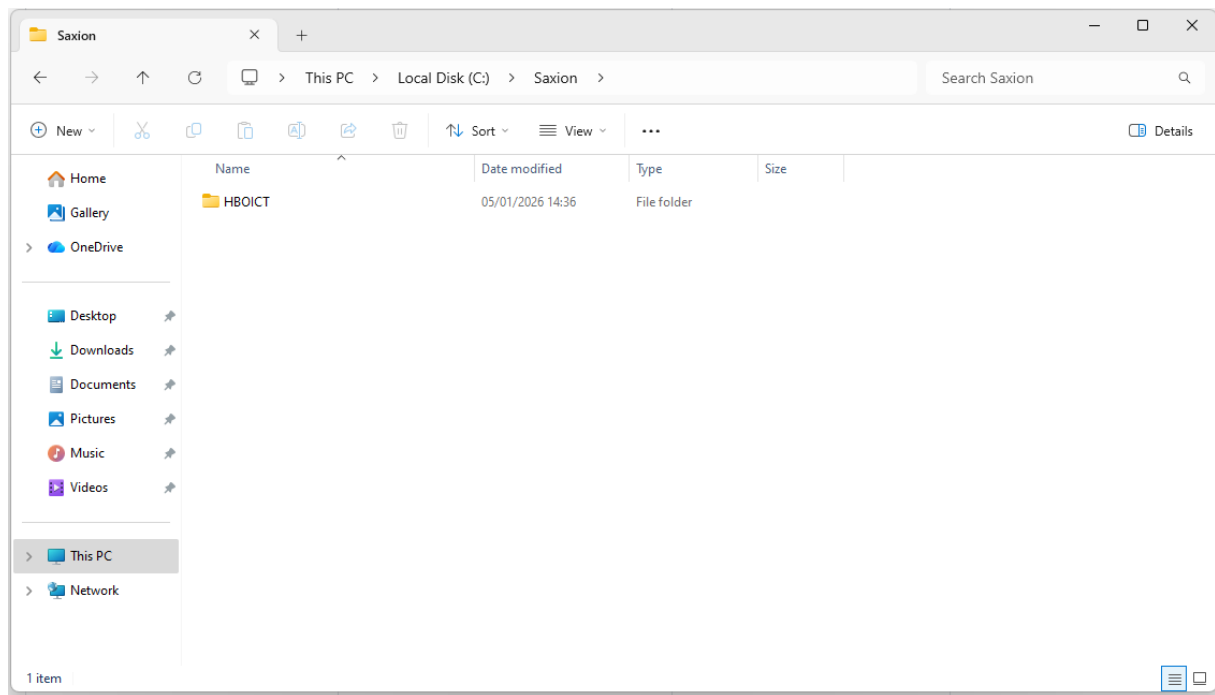 Saxion
This PC > Local Disk (C:) > Saxion >
Search Saxion
New
Sort
View
Details
Name
Date modified
Type
Size
HBOICT
05/01/2026 14:36
File folder
Home
Gallery
OneDrive
Desktop
Downloads
Documents
Pictures
Music
Videos
This PC
Network
1 item